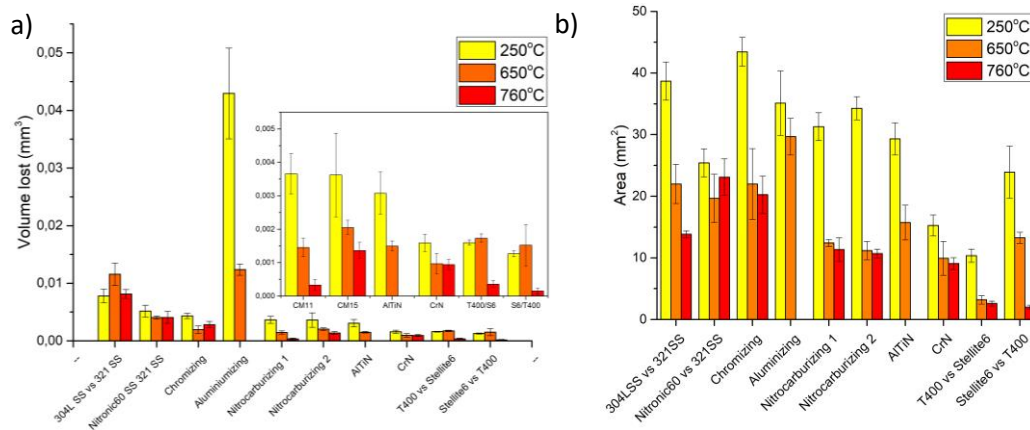 a)
Volume lost (mm³)
0,05
0,04
0,03
0,02
0,01
0,00
250°C
650°C
760°C
0,005
0,004
0,003
0,002
0,001
0,000
CM11
CM15
AlTiN
CrN
T400/S6
S6/T400
--
304L SS vs 321 SS
Nitronic60 SS 321 SS
Chromizing
Aluminiumizing
Nitrocarburizing 1
Nitrocarburizing 2
AlTiN
CrN
T400 vs Stellite6
Stellite6 vs T400
--
b)
Area (mm²)
50
40
30
20
10
0
250°C
650°C
760°C
304LSS vs 321SS
Nitronic60 vs 321SS
Chromizing
Aluminizing
Nitrocarburizing 1
Nitrocarburizing 2
AlTiN
CrN
T400 vs Stellite6
Stellite6 vs T400